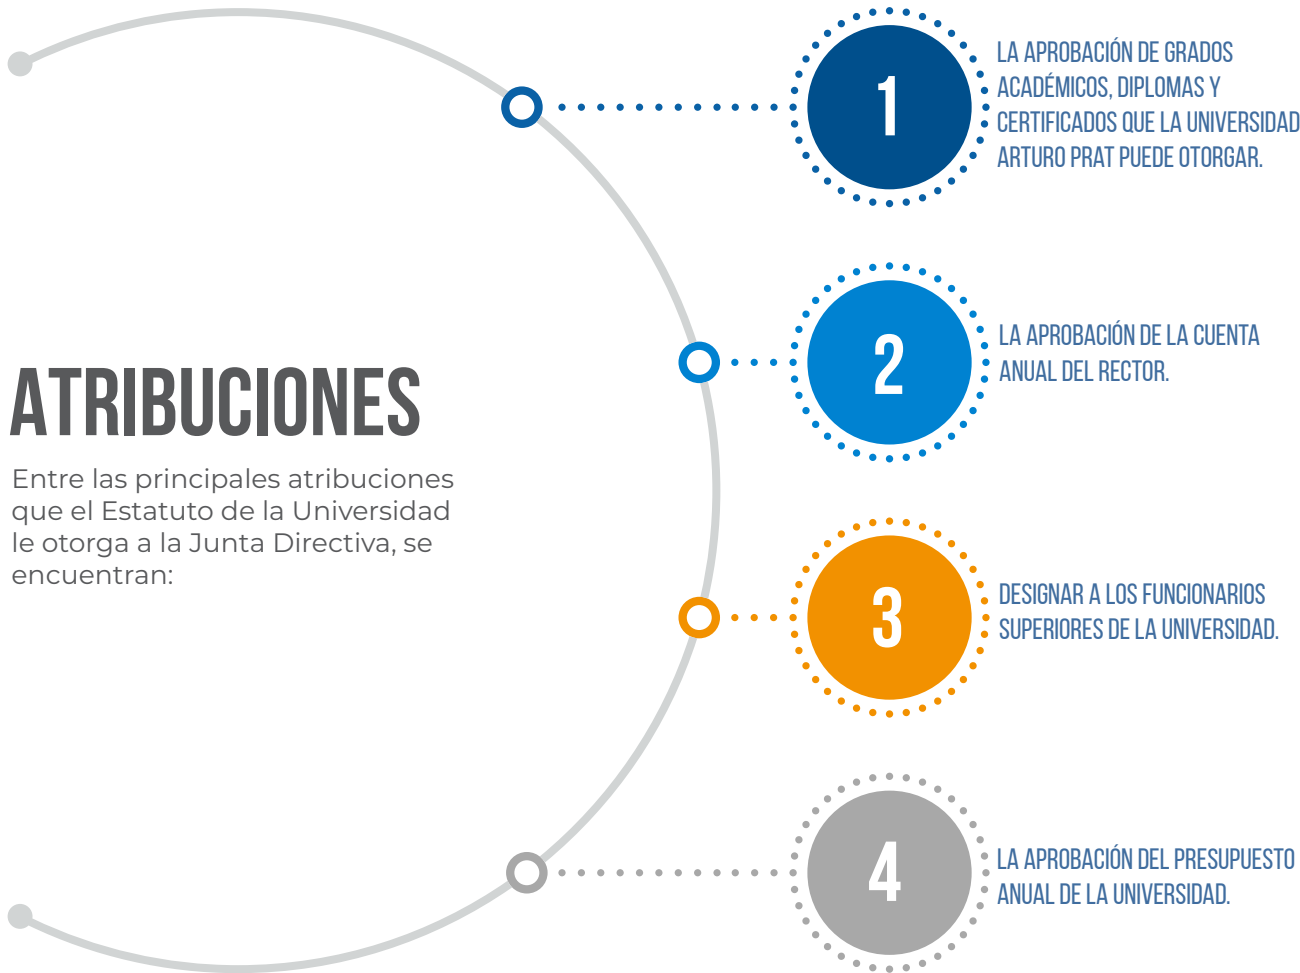 ATRIBUCIONES
Entre las principales atribuciones
que el Estatuto de la Universidad
le otorga a la Junta Directiva, se
encuentran:
1
LA APROBACIÓN DE GRADOS
ACADÉMICOS, DIPLOMAS Y
CERTIFICADOS QUE LA UNIVERSIDAD
ARTURO PRAT PUEDE OTORGAR.
2
LA APROBACIÓN DE LA CUENTA
ANUAL DEL RECTOR.
3
DESIGNAR A LOS FUNCIONARIOS
SUPERIORES DE LA UNIVERSIDAD.
4
LA APROBACIÓN DEL PRESUPUESTO
ANUAL DE LA UNIVERSIDAD.